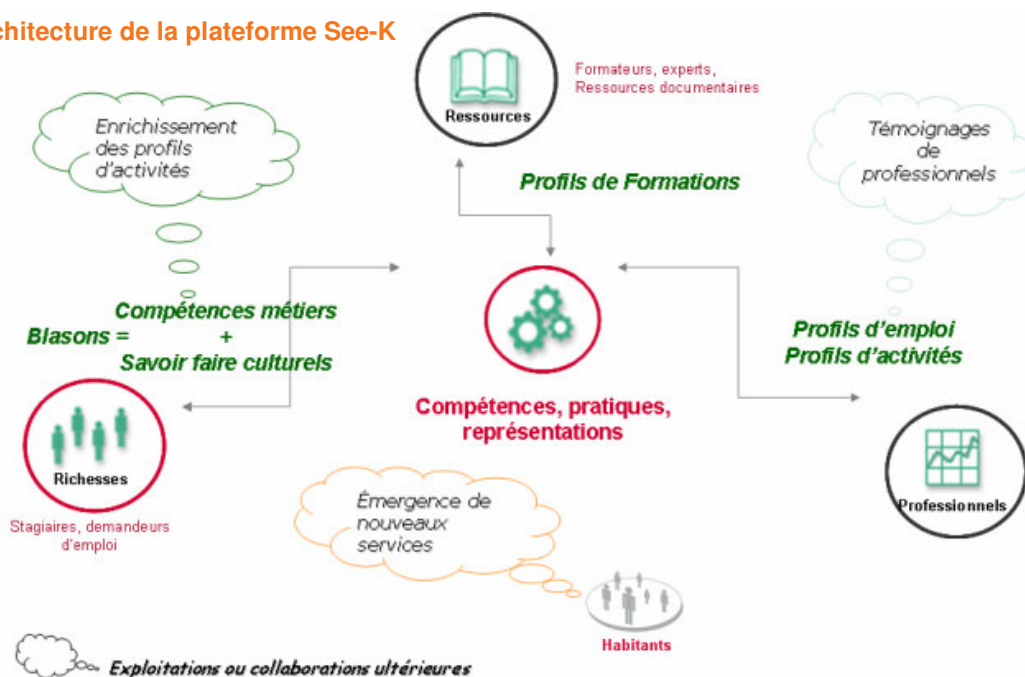 chitecture de la plateforme See-K
Formateurs, experts,
Ressources documentaires
Ressources
Enrichissement
des profils
d'activités
Témoignages
de
professionnels
Profils de Formations
Compétences métiers
Blasons = +
Savoir faire culturels
Profils d'emploi
Profils d'activités
Compétences, pratiques,
représentations
Richesses
Stagiaires, demandeurs
d'emploi
Professionnels
Émergence de
nouveaux
services
Habitants
Exploitations ou collaborations ultérieures